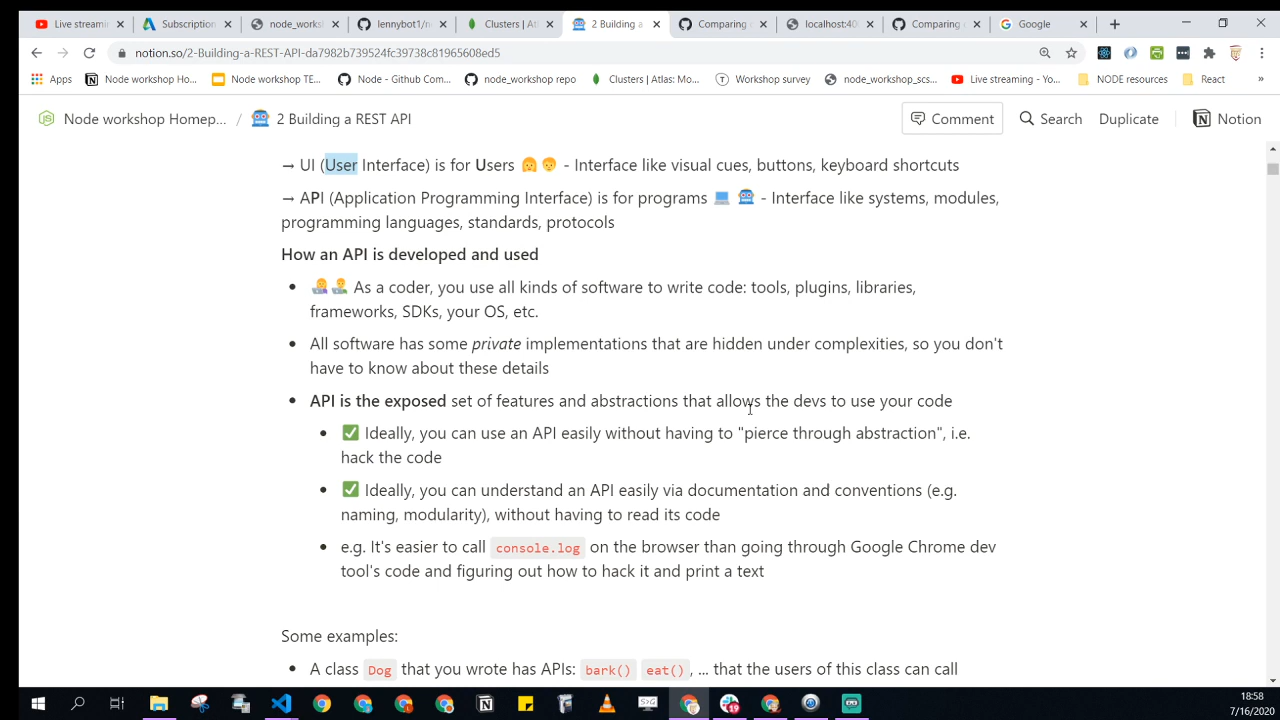 Live streamin
Subscription
node_works
lennybot1/n
Clusters | Atl
2 Building a
Comparing
localhost:40
Comparing
Google
notion.so/2-Building-a-REST-API-da7982b739524fc39738c81965608ed5
Apps
Node workshop Ho...
Node workshop TE...
Node - Github Com...
node_workshop repo
Clusters | Atlas: Mo...
Workshop survey
node_workshop_scs...
Live streaming - Yo...
NODE resources
React
»
Node workshop Homep... / 2 Building a REST API
Comment
Search
Duplicate
Notion
→ UI (User Interface) is for Users 👩 👨 - Interface like visual cues, buttons, keyboard shortcuts
→ API (Application Programming Interface) is for programs 💻 🤖 - Interface like systems, modules,
programming languages, standards, protocols
How an API is developed and used
• 👩‍💻👨‍💻 As a coder, you use all kinds of software to write code: tools, plugins, libraries,
frameworks, SDKs, your OS, etc.
• All software has some private implementations that are hidden under complexities, so you don't
have to know about these details
• API is the exposed set of features and abstractions that allows the devs to use your code
• ✅ Ideally, you can use an API easily without having to "pierce through abstraction", i.e.
hack the code
• ✅ Ideally, you can understand an API easily via documentation and conventions (e.g.
naming, modularity), without having to read its code
• e.g. It's easier to call console.log on the browser than going through Google Chrome dev
tool's code and figuring out how to hack it and print a text
Some examples:
• A class Dog that you wrote has APIs: bark() eat() , ... that the users of this class can call
18:58
7/16/2020